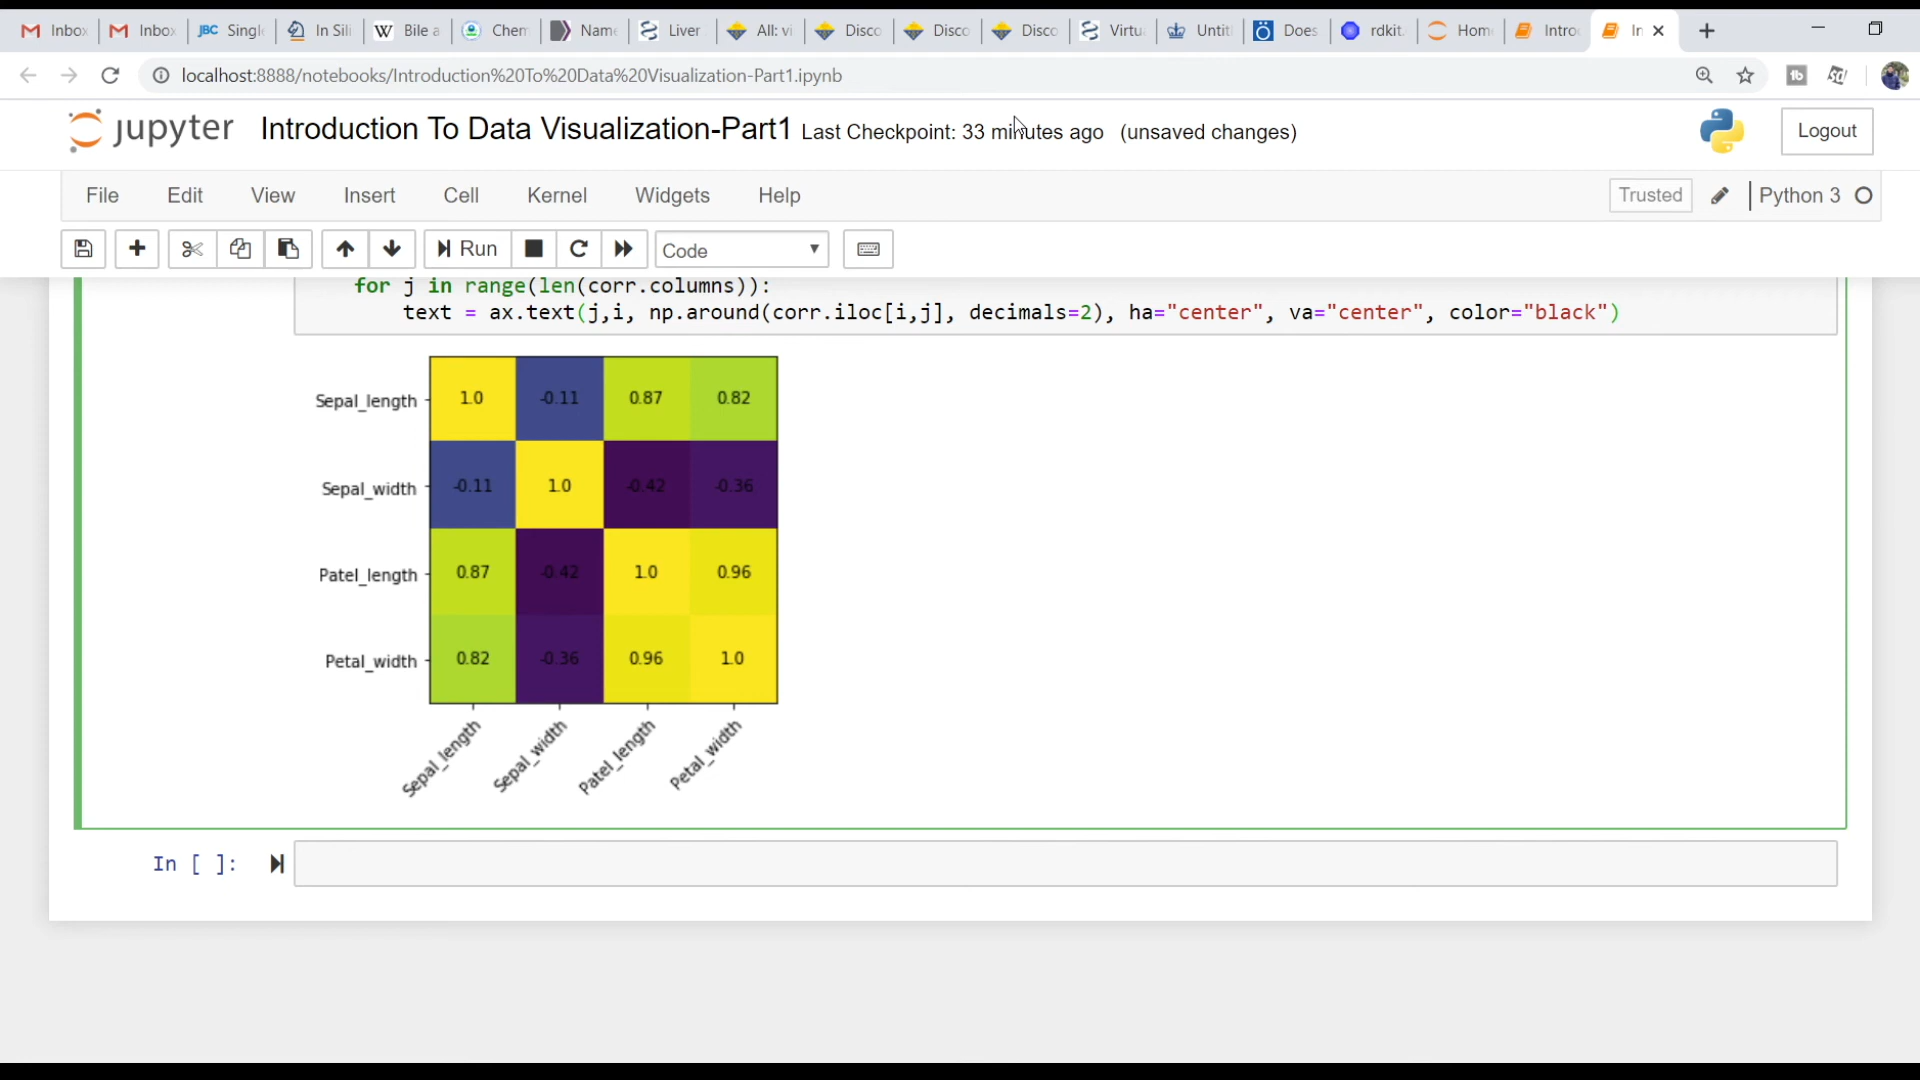 Inbo Inbo JBC Singl In Sili W Bile a Chem Name Liver All: vi Disco Disco Disco Virtu Untit Does rdkit. Hom Intro In
localhost:8888/notebooks/Introduction%20To%20Data%20Visualization-Part1.ipynb
jupyter Introduction To Data Visualization-Part1 Last Checkpoint: 33 minutes ago (unsaved changes) Logout
File Edit View Insert Cell Kernel Widgets Help Trusted Python 3
Run Code
for j in range(len(corr.columns)):
text = ax.text(j,i, np.around(corr.iloc[i,j], decimals=2), ha="center", va="center", color="black")
Sepal_length 1.0 -0.11 0.87 0.82
Sepal_width -0.11 1.0 -0.42 -0.36
Patel_length 0.87 -0.42 1.0 0.96
Petal_width 0.82 -0.36 0.96 1.0
Sepal_length Sepal_width Patel_length Petal_width
In [ ]: